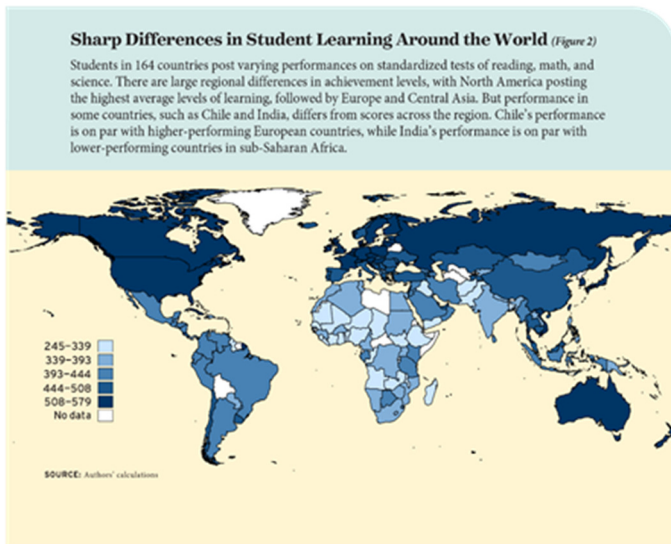 Sharp Differences in Student Learning Around the World (Figure 2)
Students in 164 countries post varying performances on standardized tests of reading, math, and
science. There are large regional differences in achievement levels, with North America posting
the highest average levels of learning, followed by Europe and Central Asia. But performance in
some countries, such as Chile and India, differs from scores across the region. Chile's performance
is on par with higher-performing European countries, while India's performance is on par with
lower-performing countries in sub-Saharan Africa.
245–339
339–393
393–444
444–508
508–579
No data
SOURCE: Authors' calculations